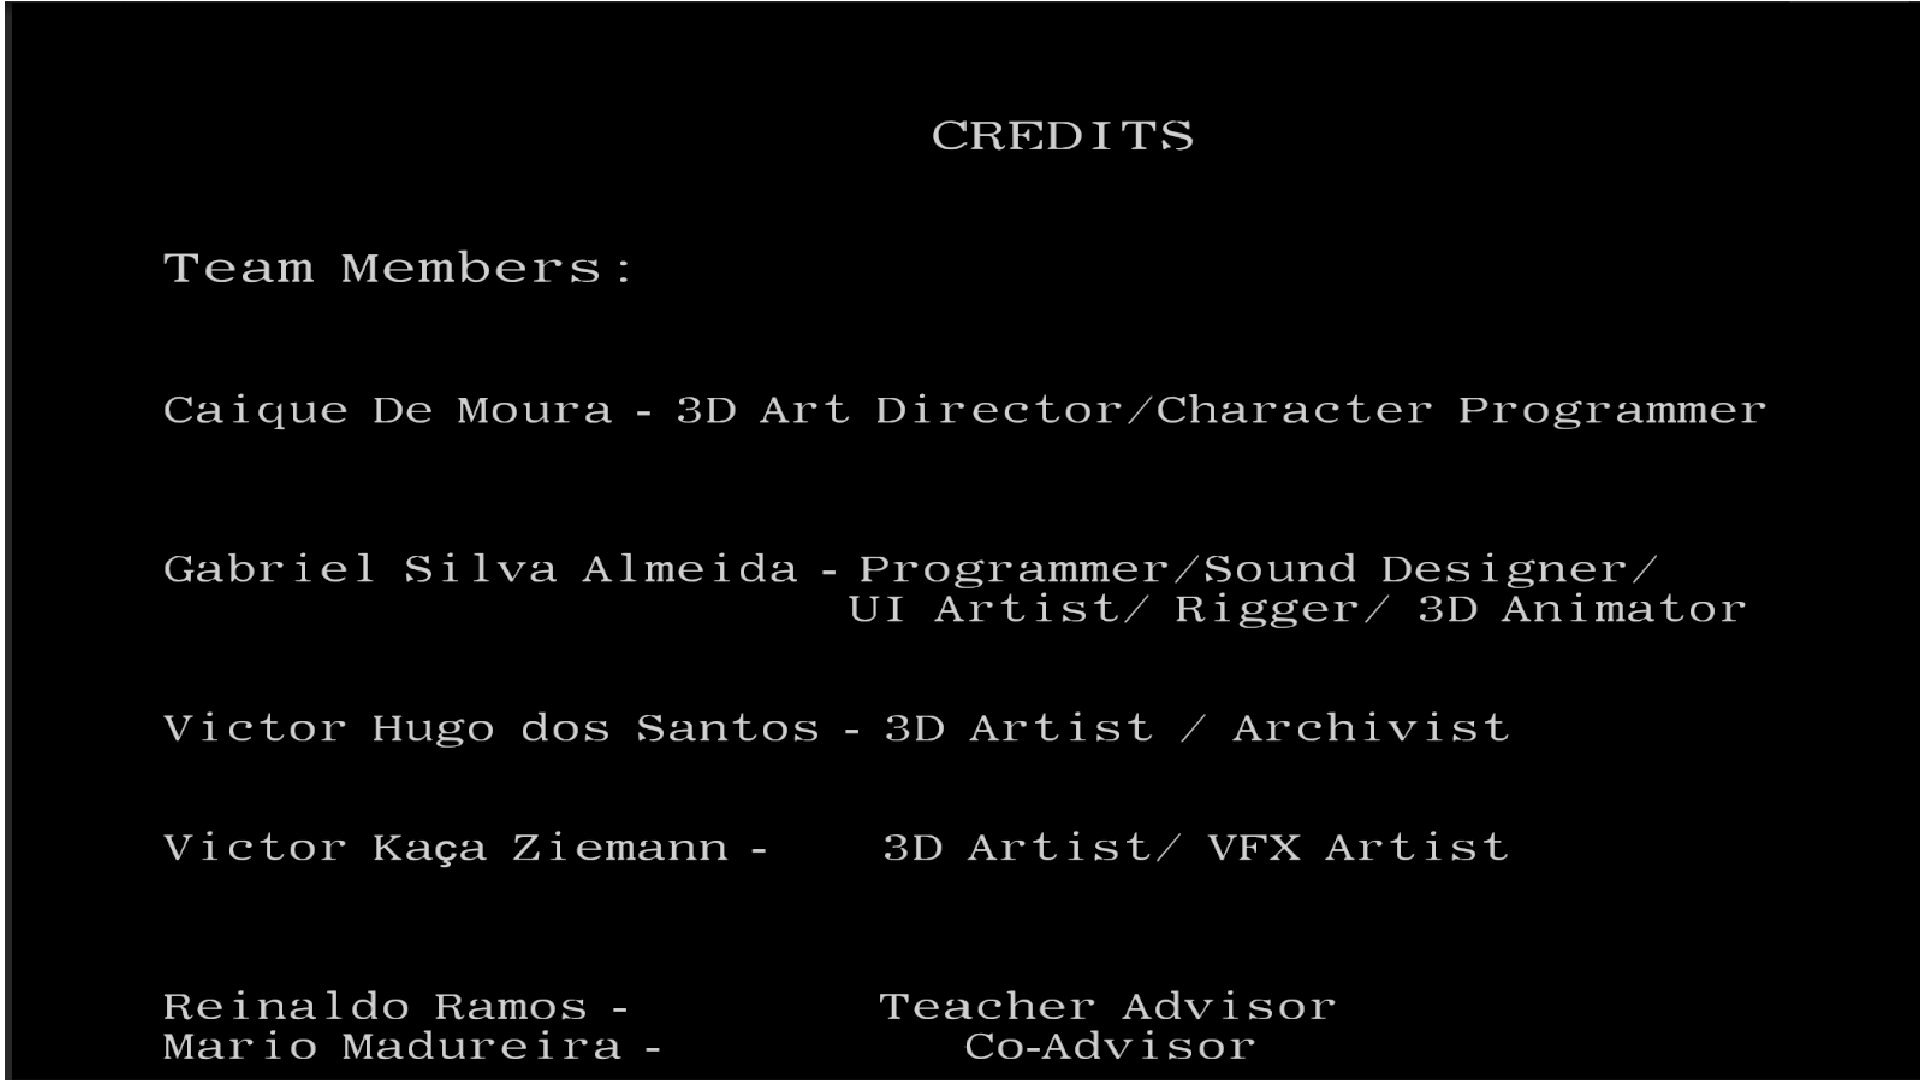 CREDITS
Team Members:
Caique De Moura - 3D Art Director/Character Programmer
Gabriel Silva Almeida - Programmer/Sound Designer/
UI Artist/ Rigger/ 3D Animator
Victor Hugo dos Santos - 3D Artist / Archivist
Victor Kaça Ziemann - 3D Artist/ VFX Artist
Reinaldo Ramos - Teacher Advisor
Mario Madureira - Co-Advisor